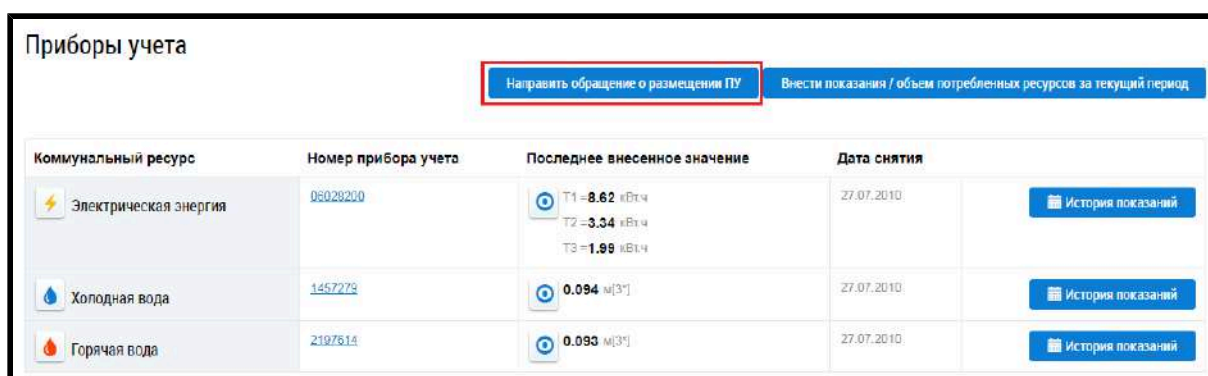 Приборы учета
Направить обращение о размещении ПУ Внести показания / объем потребленных ресурсов за текущий период
Коммунальный ресурс Номер прибора учета Последнее внесенное значение Дата снятия
Электрическая энергия 06028200 T1 =8.62 кВт.ч 27.07.2010 История показаний
T2 =3.34 кВт.ч
T3 =1.99 кВт.ч
Холодная вода 1457279 0.094 м[3*] 27.07.2010 История показаний
Горячая вода 2197614 0.093 м[3*] 27.07.2010 История показаний